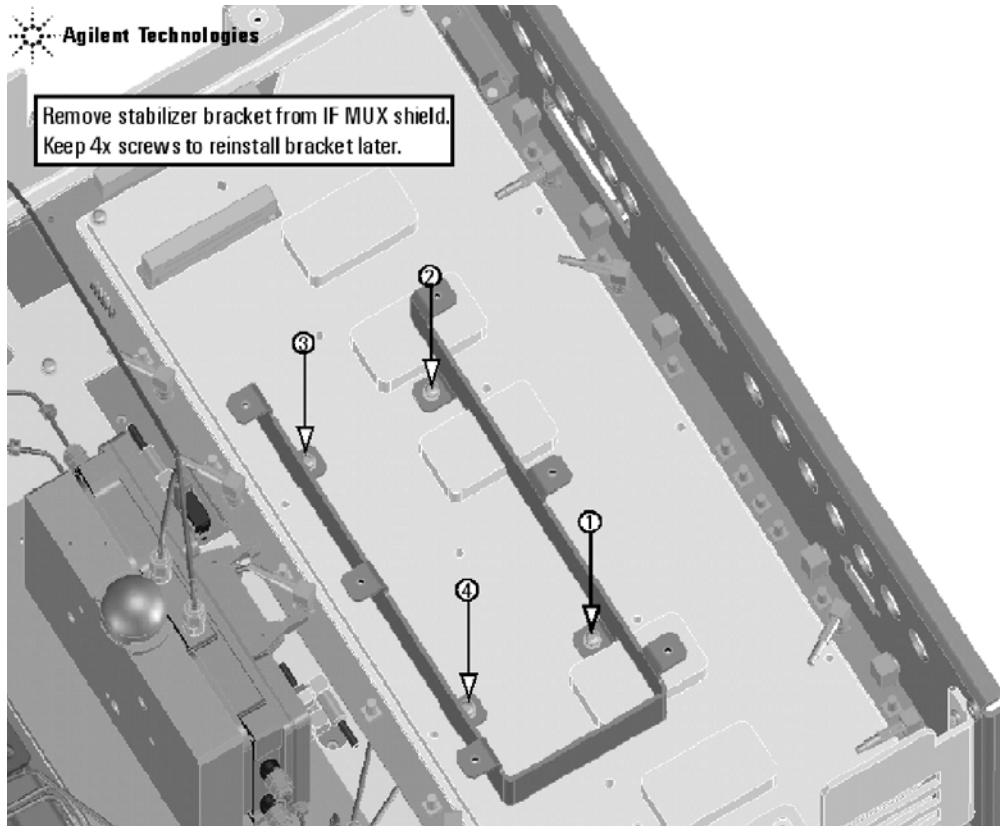 Agilent Technologies
Remove stabilizer bracket from IF MUX shield.
Keep 4x screws to reinstall bracket later.
2
3
1
4